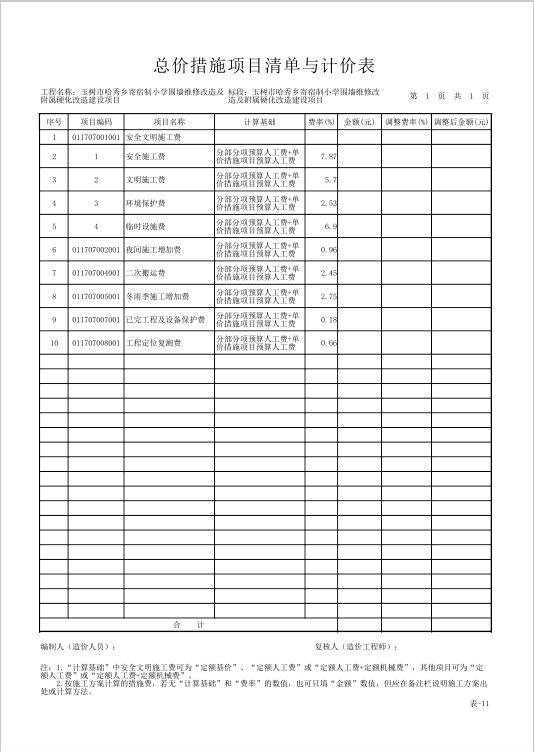 总价措施项目清单与计价表
工程名称：玉树市哈秀乡寄宿制小学围墙维修改造及附属硬化改造建设项目
标段：玉树市哈秀乡寄宿制小学围墙维修改造及附属硬化改造建设项目
第 1 页 共 1 页
序号 项目编码 项目名称 计算基础 费率(%) 金额(元) 调整费率(%) 调整后金额(元)
1 011707001001 安全文明施工费
2 1 安全施工费 分部分项预算人工费+单价措施项目预算人工费 7.87
3 2 文明施工费 分部分项预算人工费+单价措施项目预算人工费 5.7
4 3 环境保护费 分部分项预算人工费+单价措施项目预算人工费 2.53
5 4 临时设施费 分部分项预算人工费+单价措施项目预算人工费 6.9
6 011707002001 夜间施工增加费 分部分项预算人工费+单价措施项目预算人工费 0.96
7 011707004001 二次搬运费 分部分项预算人工费+单价措施项目预算人工费 2.45
8 011707005001 冬雨季施工增加费 分部分项预算人工费+单价措施项目预算人工费 2.75
9 011707007001 已完工程及设备保护费 分部分项预算人工费+单价措施项目预算人工费 0.18
10 011707008001 工程定位复测费 分部分项预算人工费+单价措施项目预算人工费 0.66
合 计
编制人（造价人员）： 复核人（造价工程师）：
注：1.“计算基础”中安全文明施工费可为“定额基价”、“定额人工费”或“定额人工费+定额机械费”，其他项目可为“定
额人工费”或“定额人工费+定额机械费”。
2.按施工方案计算的措施费，若无“计算基础”和“费率”的数值，也可只填“金额”数值，但应在备注栏说明施工方案出
处或计算方法。
表-11